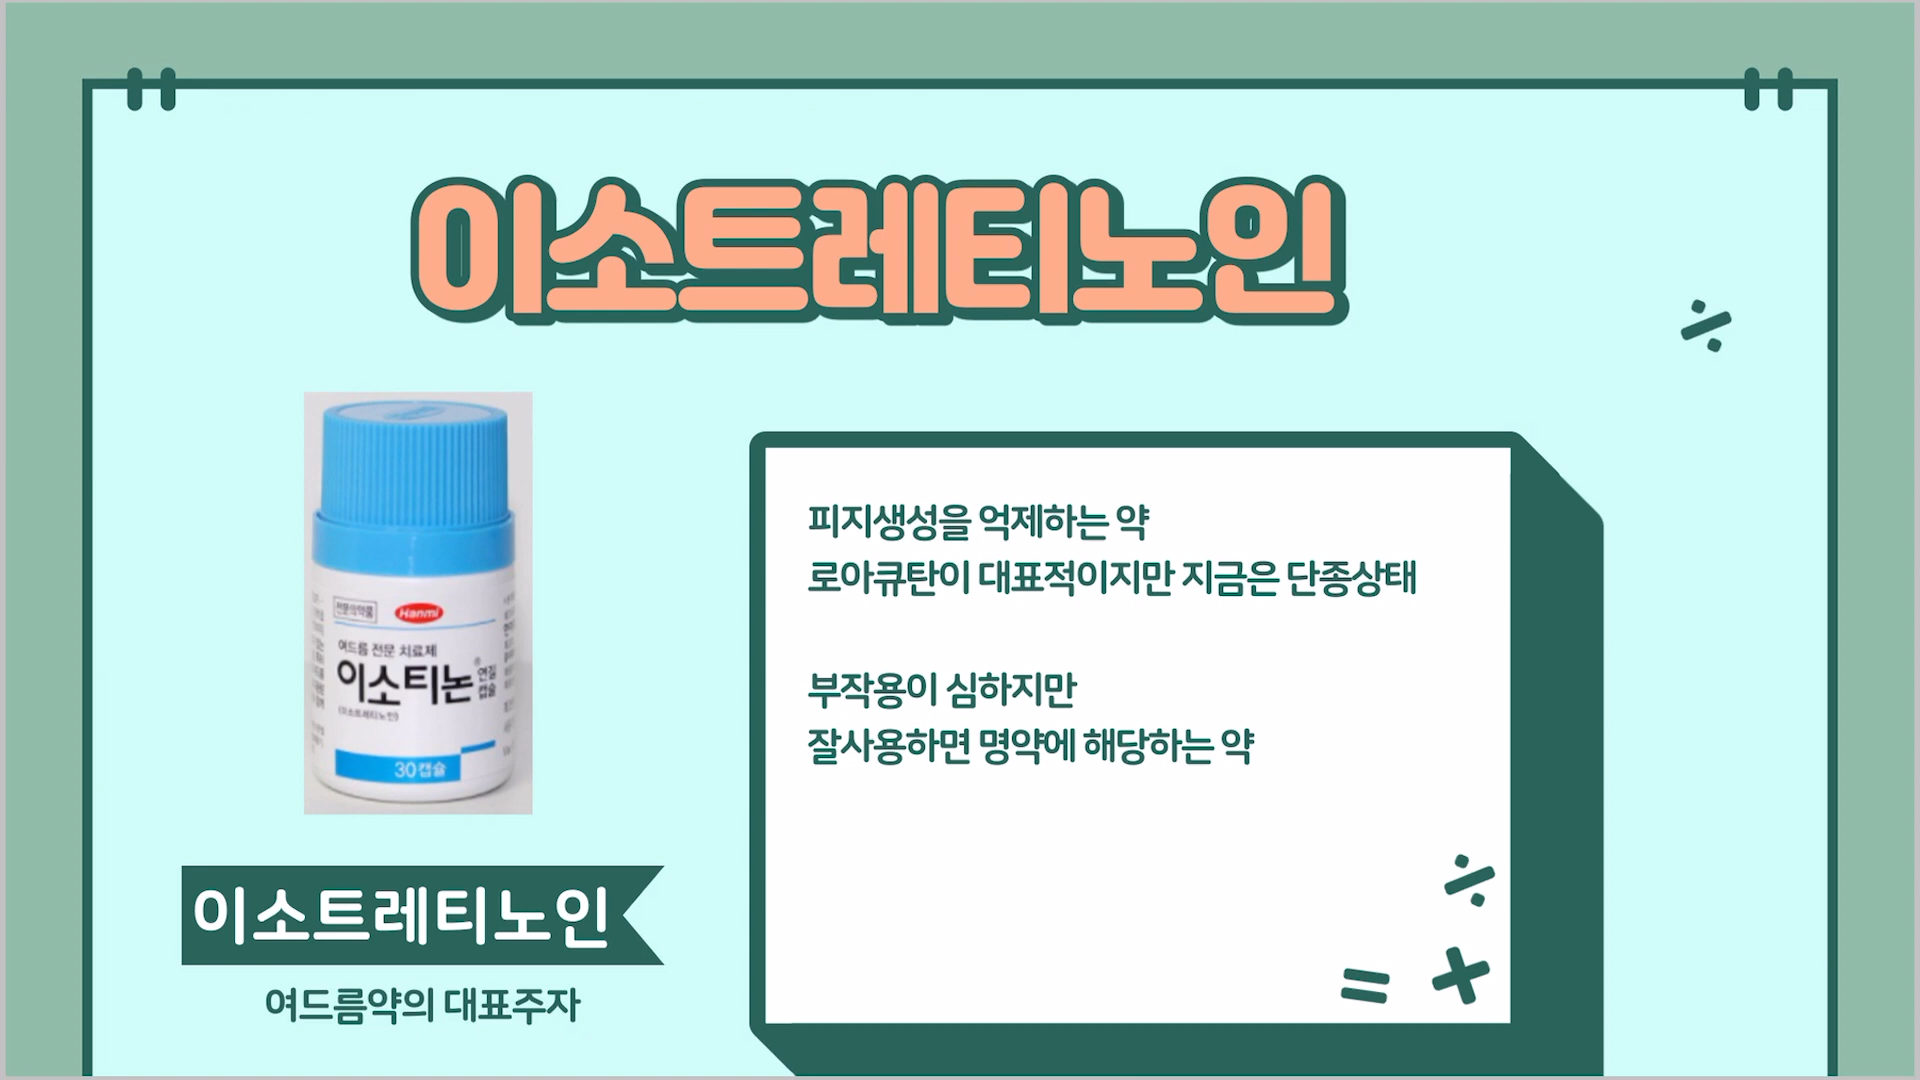 이소트레티노인
전문의약품
Hanmi
여드름 전문 치료제
이소티논® 연질
캡슐
(이소트레티노인)
30캡슐
피지생성을 억제하는 약
로아큐탄이 대표적이지만 지금은 단종상태
부작용이 심하지만
잘사용하면 명약에 해당하는 약
이소트레티노인
여드름약의 대표주자